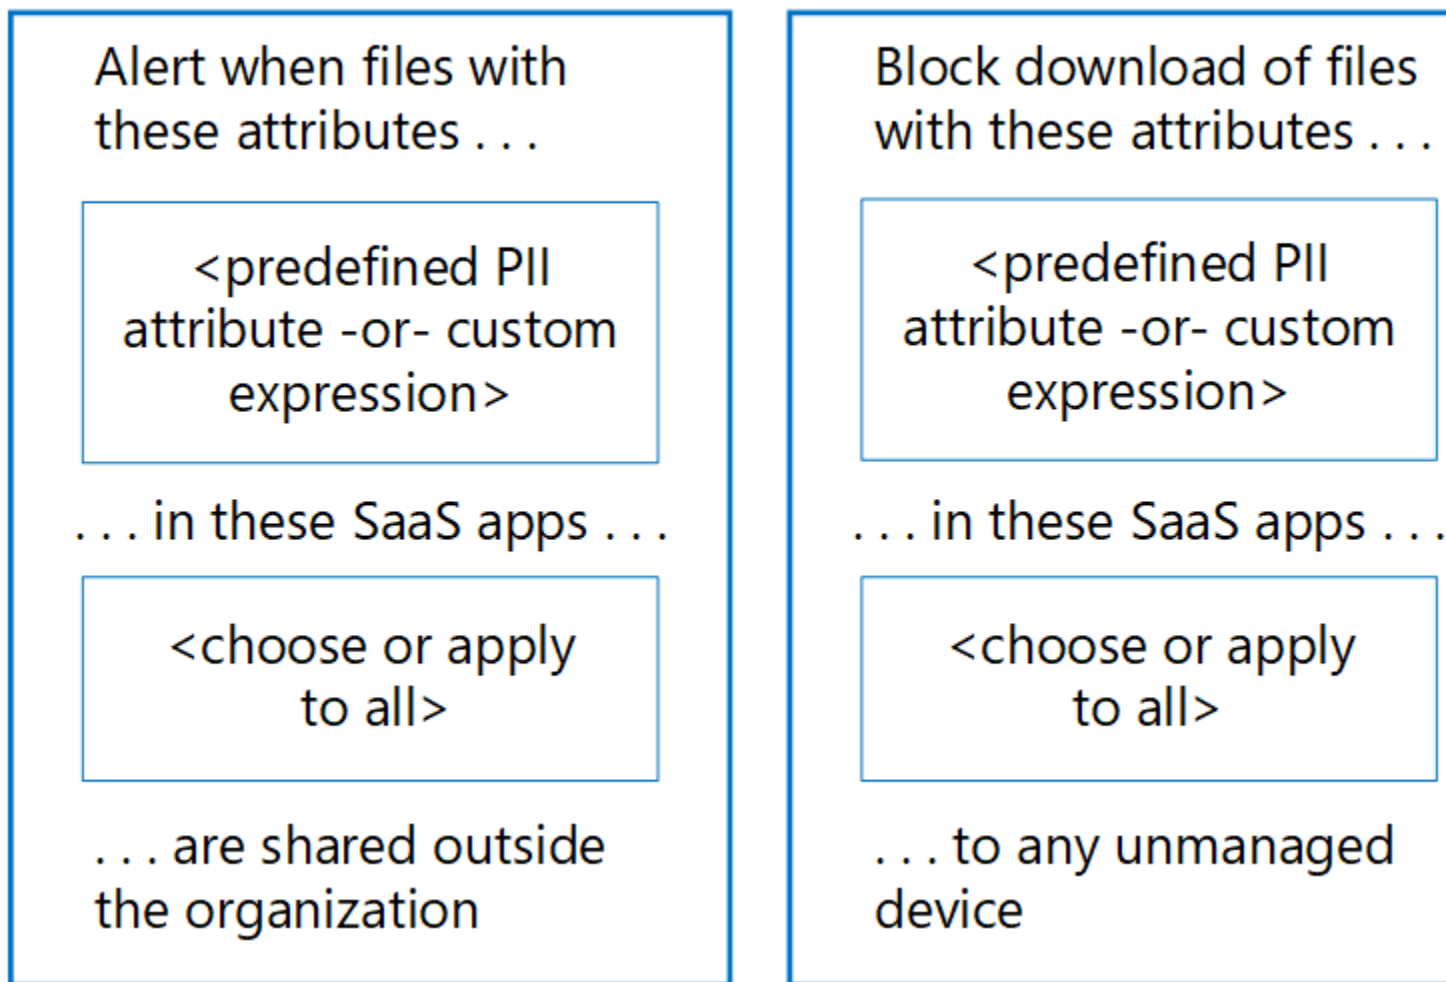 Alert when files with
these attributes . . .
<predefined PII
attribute -or- custom
expression>
. . . in these SaaS apps . . .
<choose or apply
to all>
. . . are shared outside
the organization
Block download of files
with these attributes . . .
<predefined PII
attribute -or- custom
expression>
. . . in these SaaS apps . . .
<choose or apply
to all>
. . . to any unmanaged
device